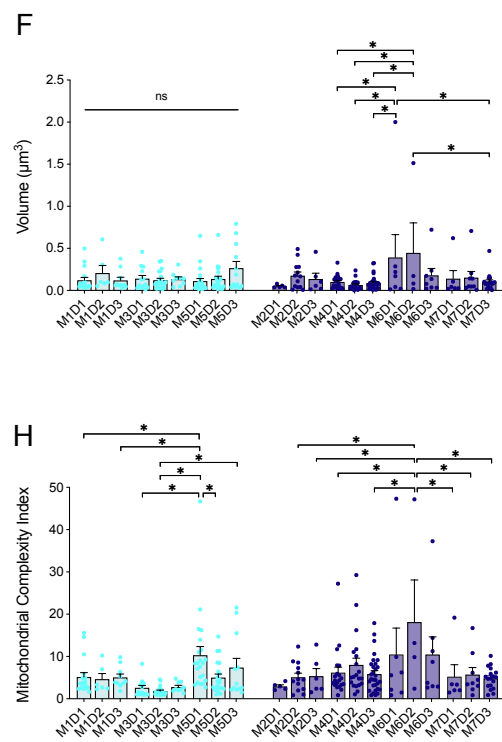 F
* * * * * * * *
*
ns
Volume (µm³)
2.5
2.0
1.5
1.0
0.5
0.0
M1D1 M1D2 M1D3 M3D1 M3D2 M3D3 M5D1 M5D2 M5D3 M2D1 M2D2 M2D3 M4D1 M4D2 M4D3 M6D1 M6D2 M6D3 M7D1 M7D2 M7D3
H
* * * * * *
* * * * * * *
Mitochondrial Complexity Index
50
40
30
20
10
0
M1D1 M1D2 M1D3 M3D1 M3D2 M3D3 M5D1 M5D2 M5D3 M2D1 M2D2 M2D3 M4D1 M4D2 M4D3 M6D1 M6D2 M6D3 M7D1 M7D2 M7D3